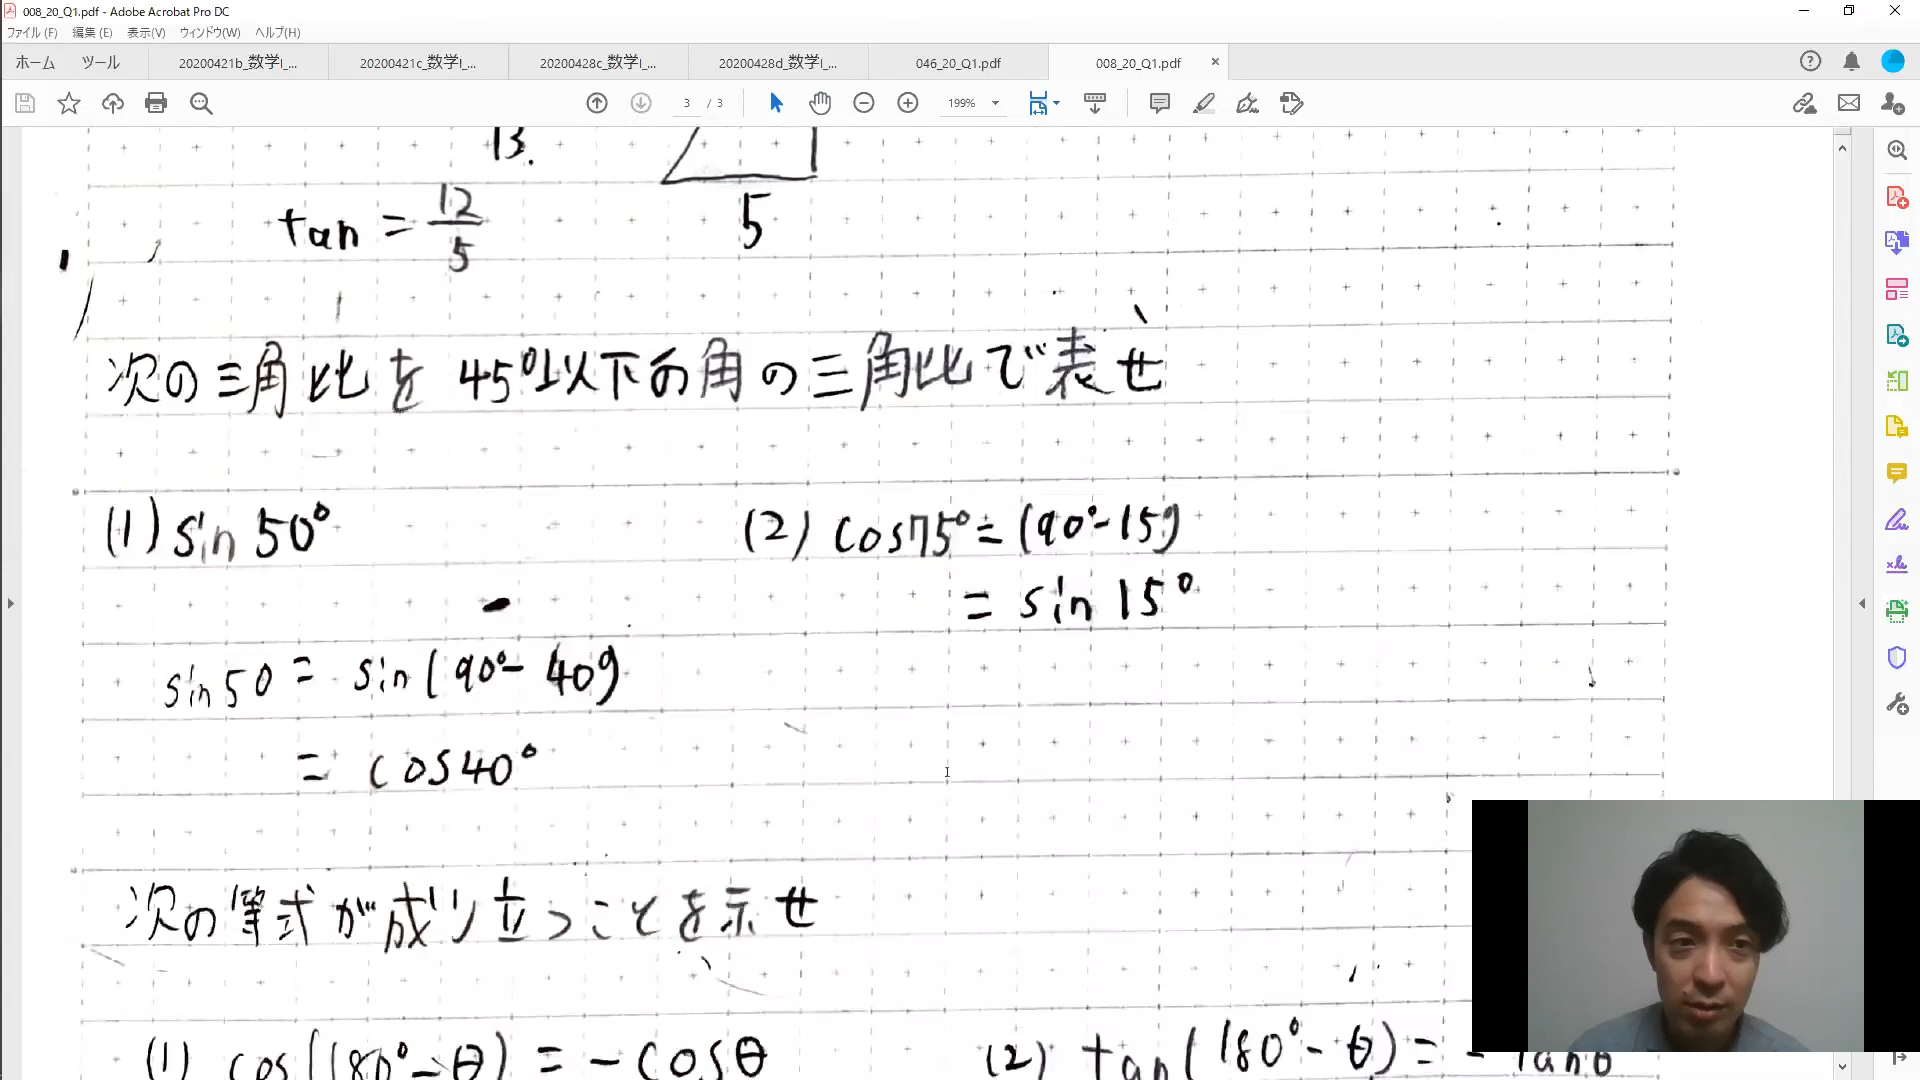 008_20_Q1.pdf - Adobe Acrobat Pro DC
ファイル(F) 編集(E) 表示(V) ウィンドウ(W) ヘルプ(H)
ホーム ツール 20200421b_数学I_... 20200421c_数学I_... 20200428c_数学I_... 20200428d_数学I_... 046_20_Q1.pdf 008_20_Q1.pdf ×
3 / 3 199%
13.
tan = 12/5
5
次の三角比を45°以下の角の三角比で表せ
(1) sin 50°
(2) cos75° = (90°-15°)
= sin 15°
sin50 = sin(90°- 40°)
= cos40°
次の等式が成り立つことを示せ
(1) cos(180°-θ) = -cosθ
(2) tan(180°-θ) = -tanθ